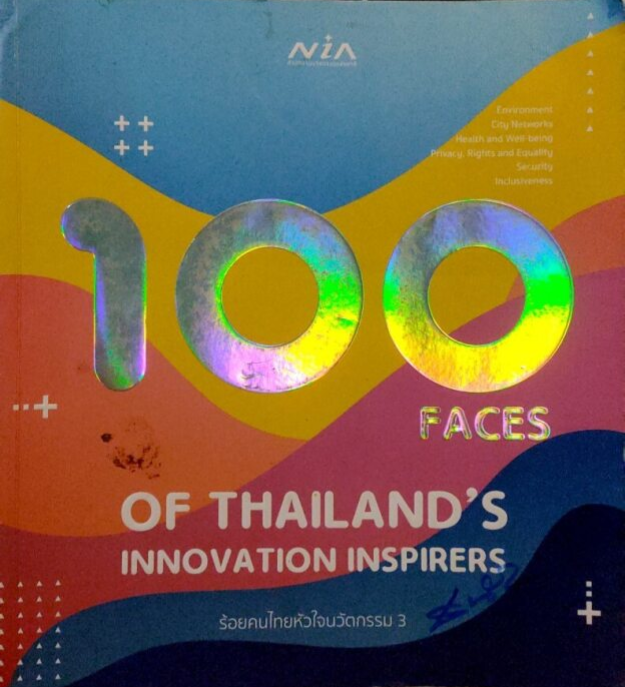 NiA
Environment
City Networks
Health and Well-being
Privacy, Rights and Equality
Security
Inclusiveness
100
FACES
OF THAILAND'S
INNOVATION INSPIRERS
ร้อยคนไทยหัวใจนวัตกรรม 3